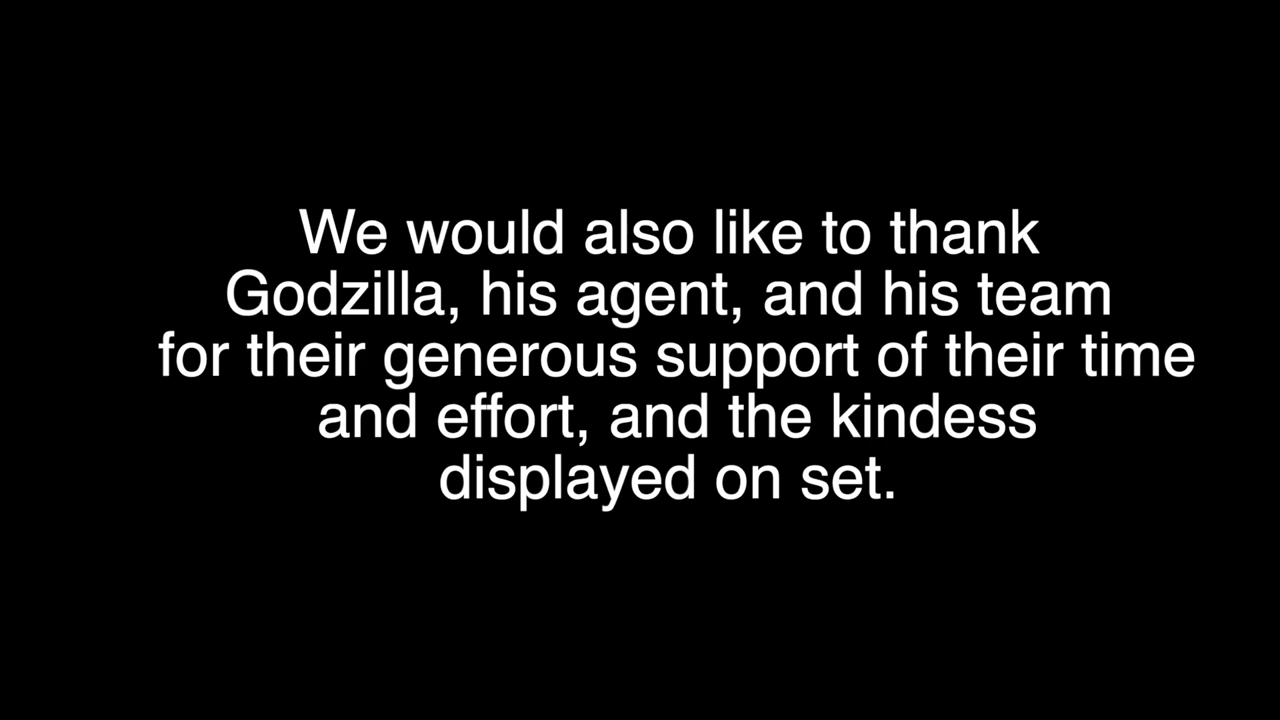 We would also like to thank
Godzilla, his agent, and his team
for their generous support of their time
and effort, and the kindess
displayed on set.